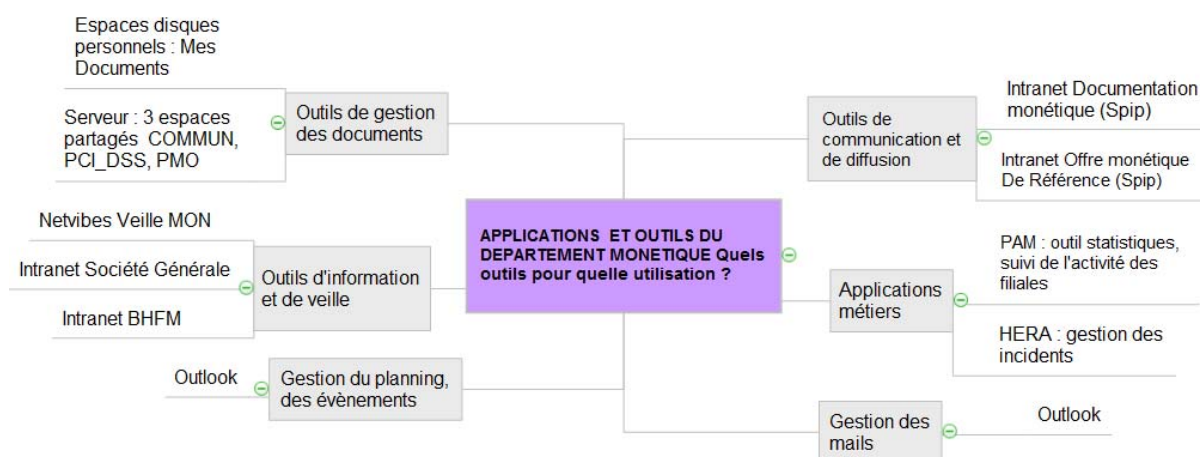 Espaces disques
personnels : Mes
Documents
Serveur : 3 espaces
partagés COMMUN,
PCI_DSS, PMO
Outils de gestion
des documents
Netvibes Veille MON
Intranet Société Générale
Intranet BHFM
Outils d'information
et de veille
Outlook
Gestion du planning,
des évènements
APPLICATIONS ET OUTILS DU
DEPARTEMENT MONETIQUE Quels
outils pour quelle utilisation ?
Outils de
communication et
de diffusion
Intranet Documentation
monétique (Spip)
Intranet Offre monétique
De Référence (Spip)
Applications
métiers
PAM : outil statistiques,
suivi de l'activité des
filiales
HERA : gestion des
incidents
Gestion des
mails
Outlook